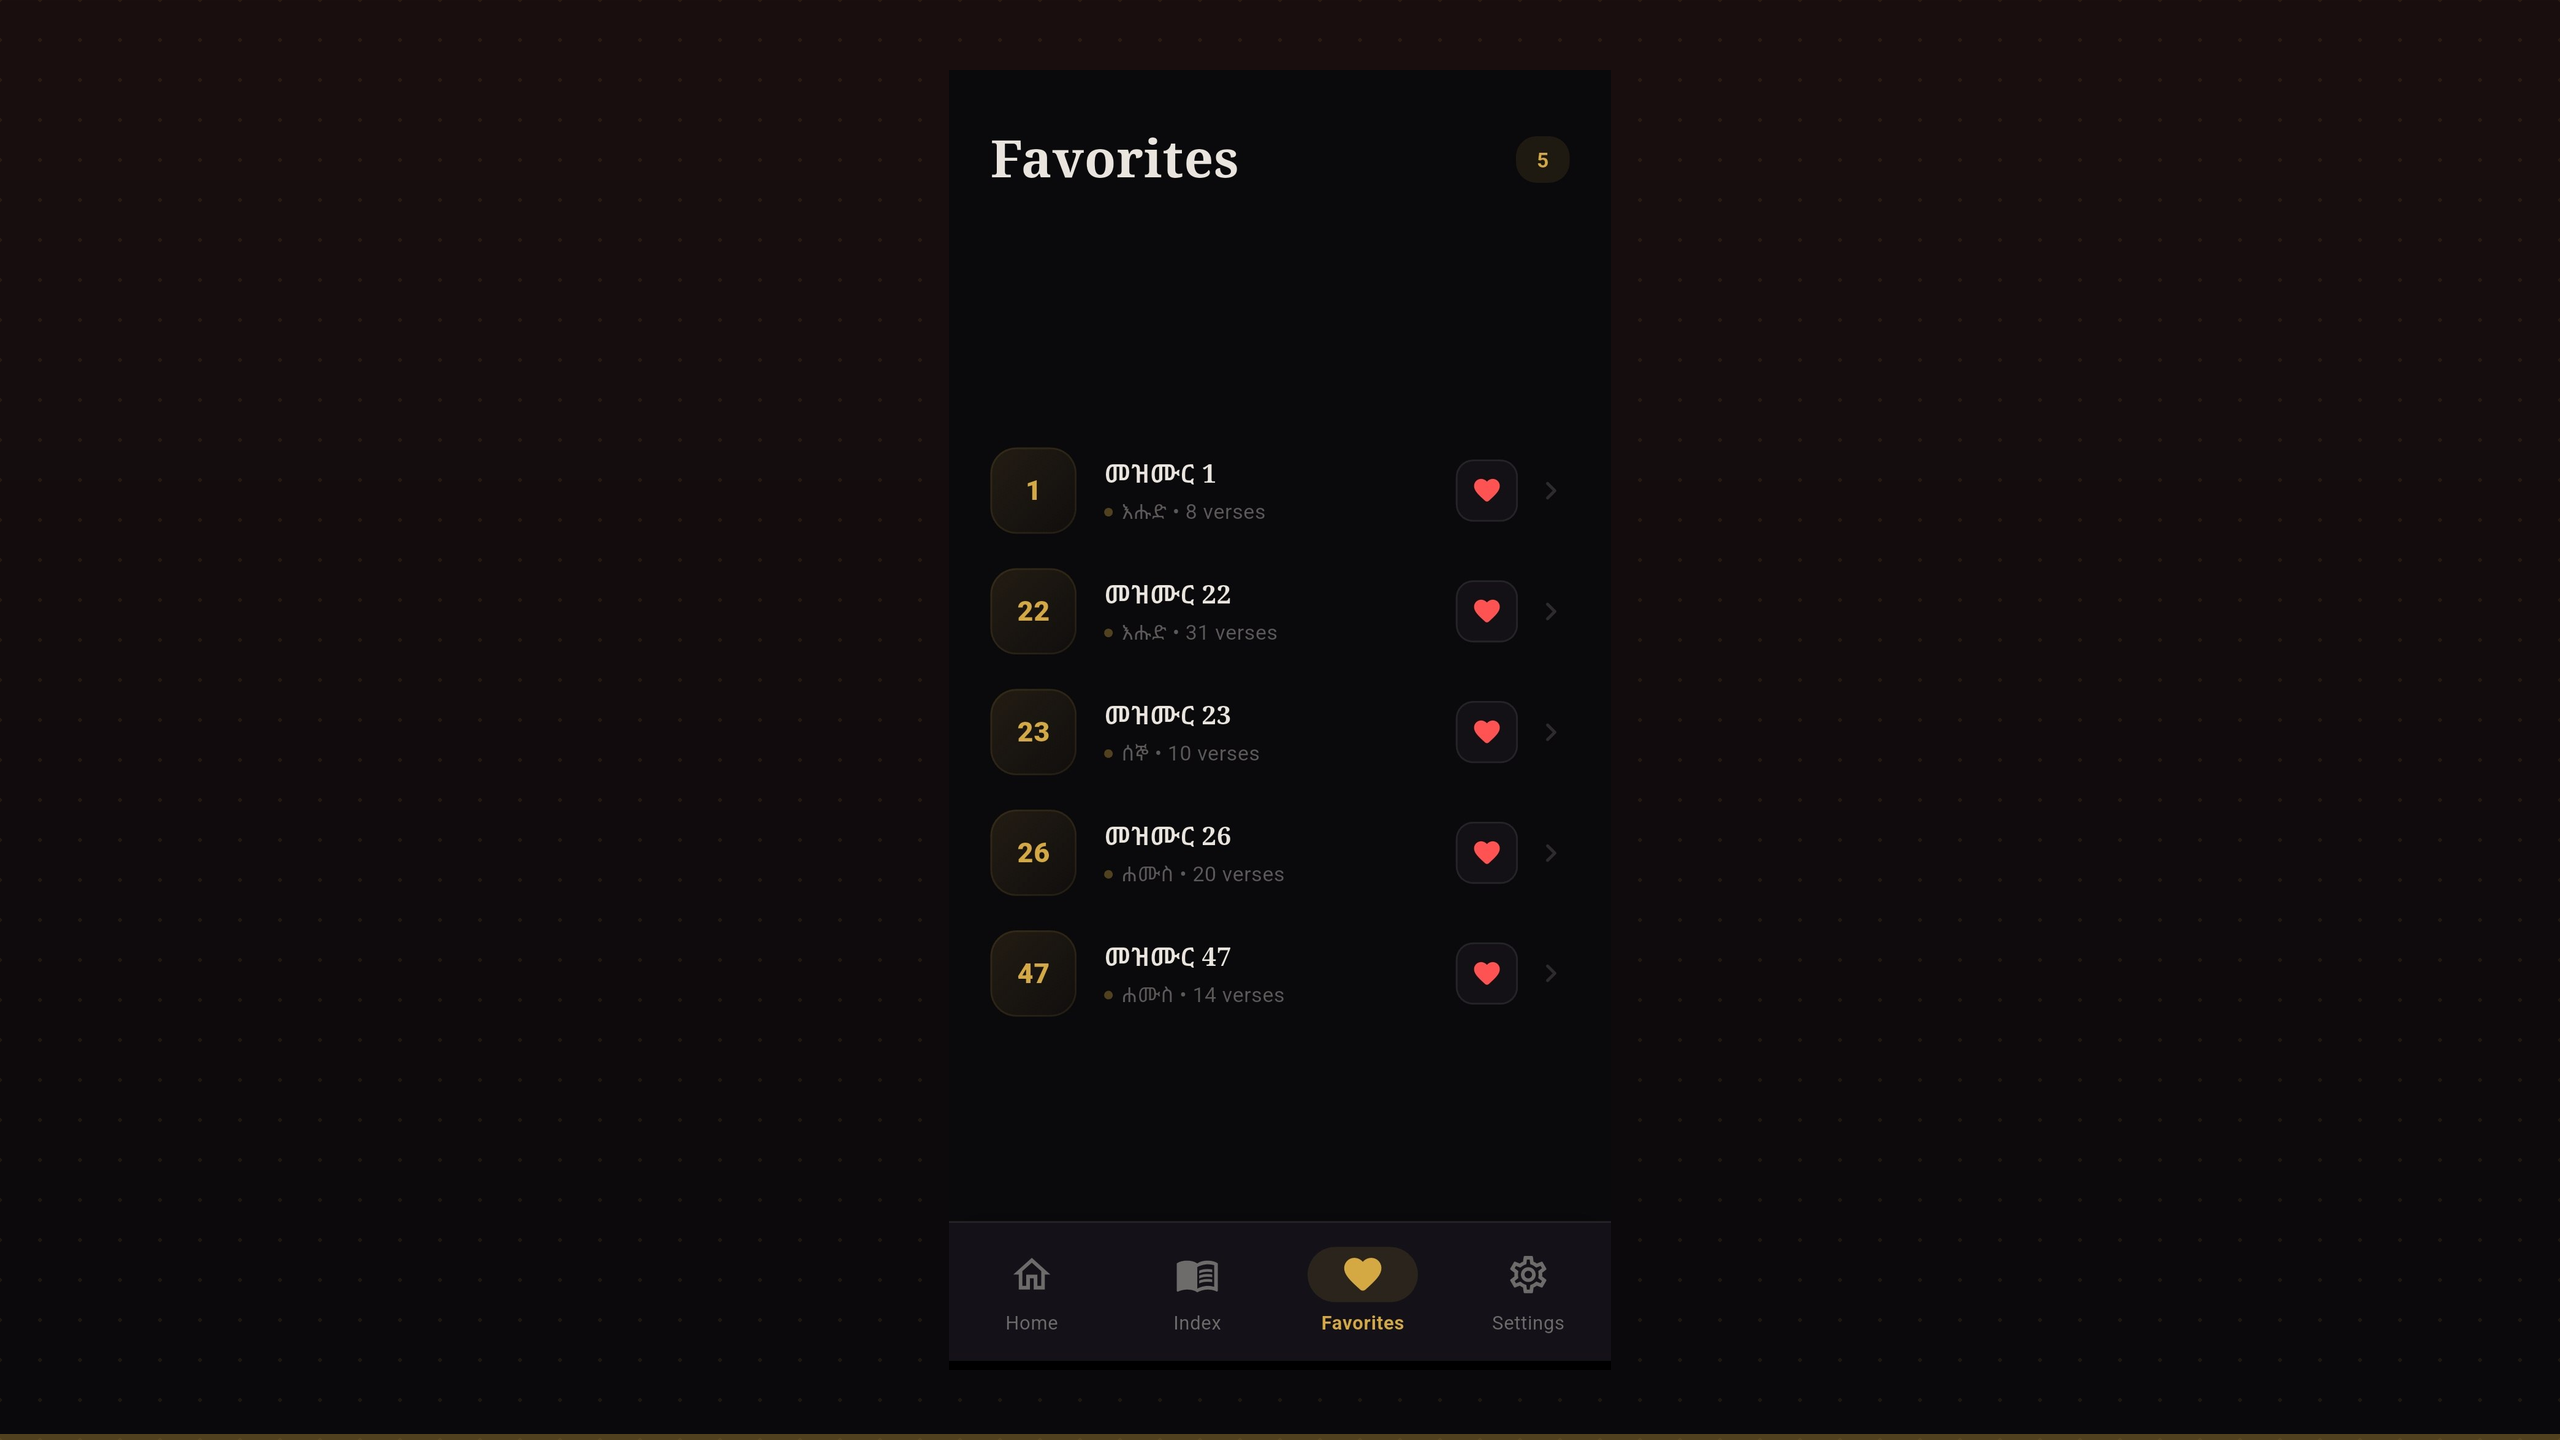 Favorites
5
1
መዝሙር 1
እሑድ • 8 verses
22
መዝሙር 22
እሑድ • 31 verses
23
መዝሙር 23
ሰኞ • 10 verses
26
መዝሙር 26
ሐሙስ • 20 verses
47
መዝሙር 47
ሐሙስ • 14 verses
Home
Index
Favorites
Settings